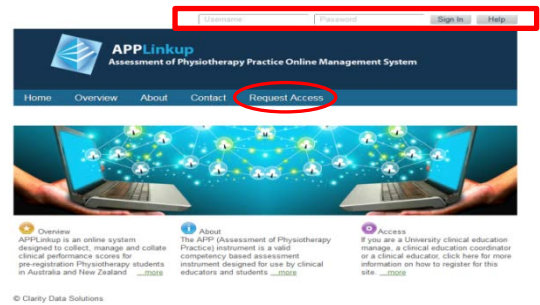 Username Password Sign In Help
APPLinkup
Assessment of Physiotherapy Practice Online Management System
Home Overview About Contact Request Access
Overview
APPLinkup is an online system
designed to collect, manage and collate
clinical performance scores for
pre-registration Physiotherapy students
in Australia and New Zealand ...more
About
The APP (Assessment of Physiotherapy
Practice) instrument is a valid
competency based assessment
instrument designed for use by clinical
educators and students ...more
Access
If you are a University clinical education
manage, a clinical education coordinator
or a clinical educator, click here for more
information on how to register for this
site. ...more
© Clarity Data Solutions